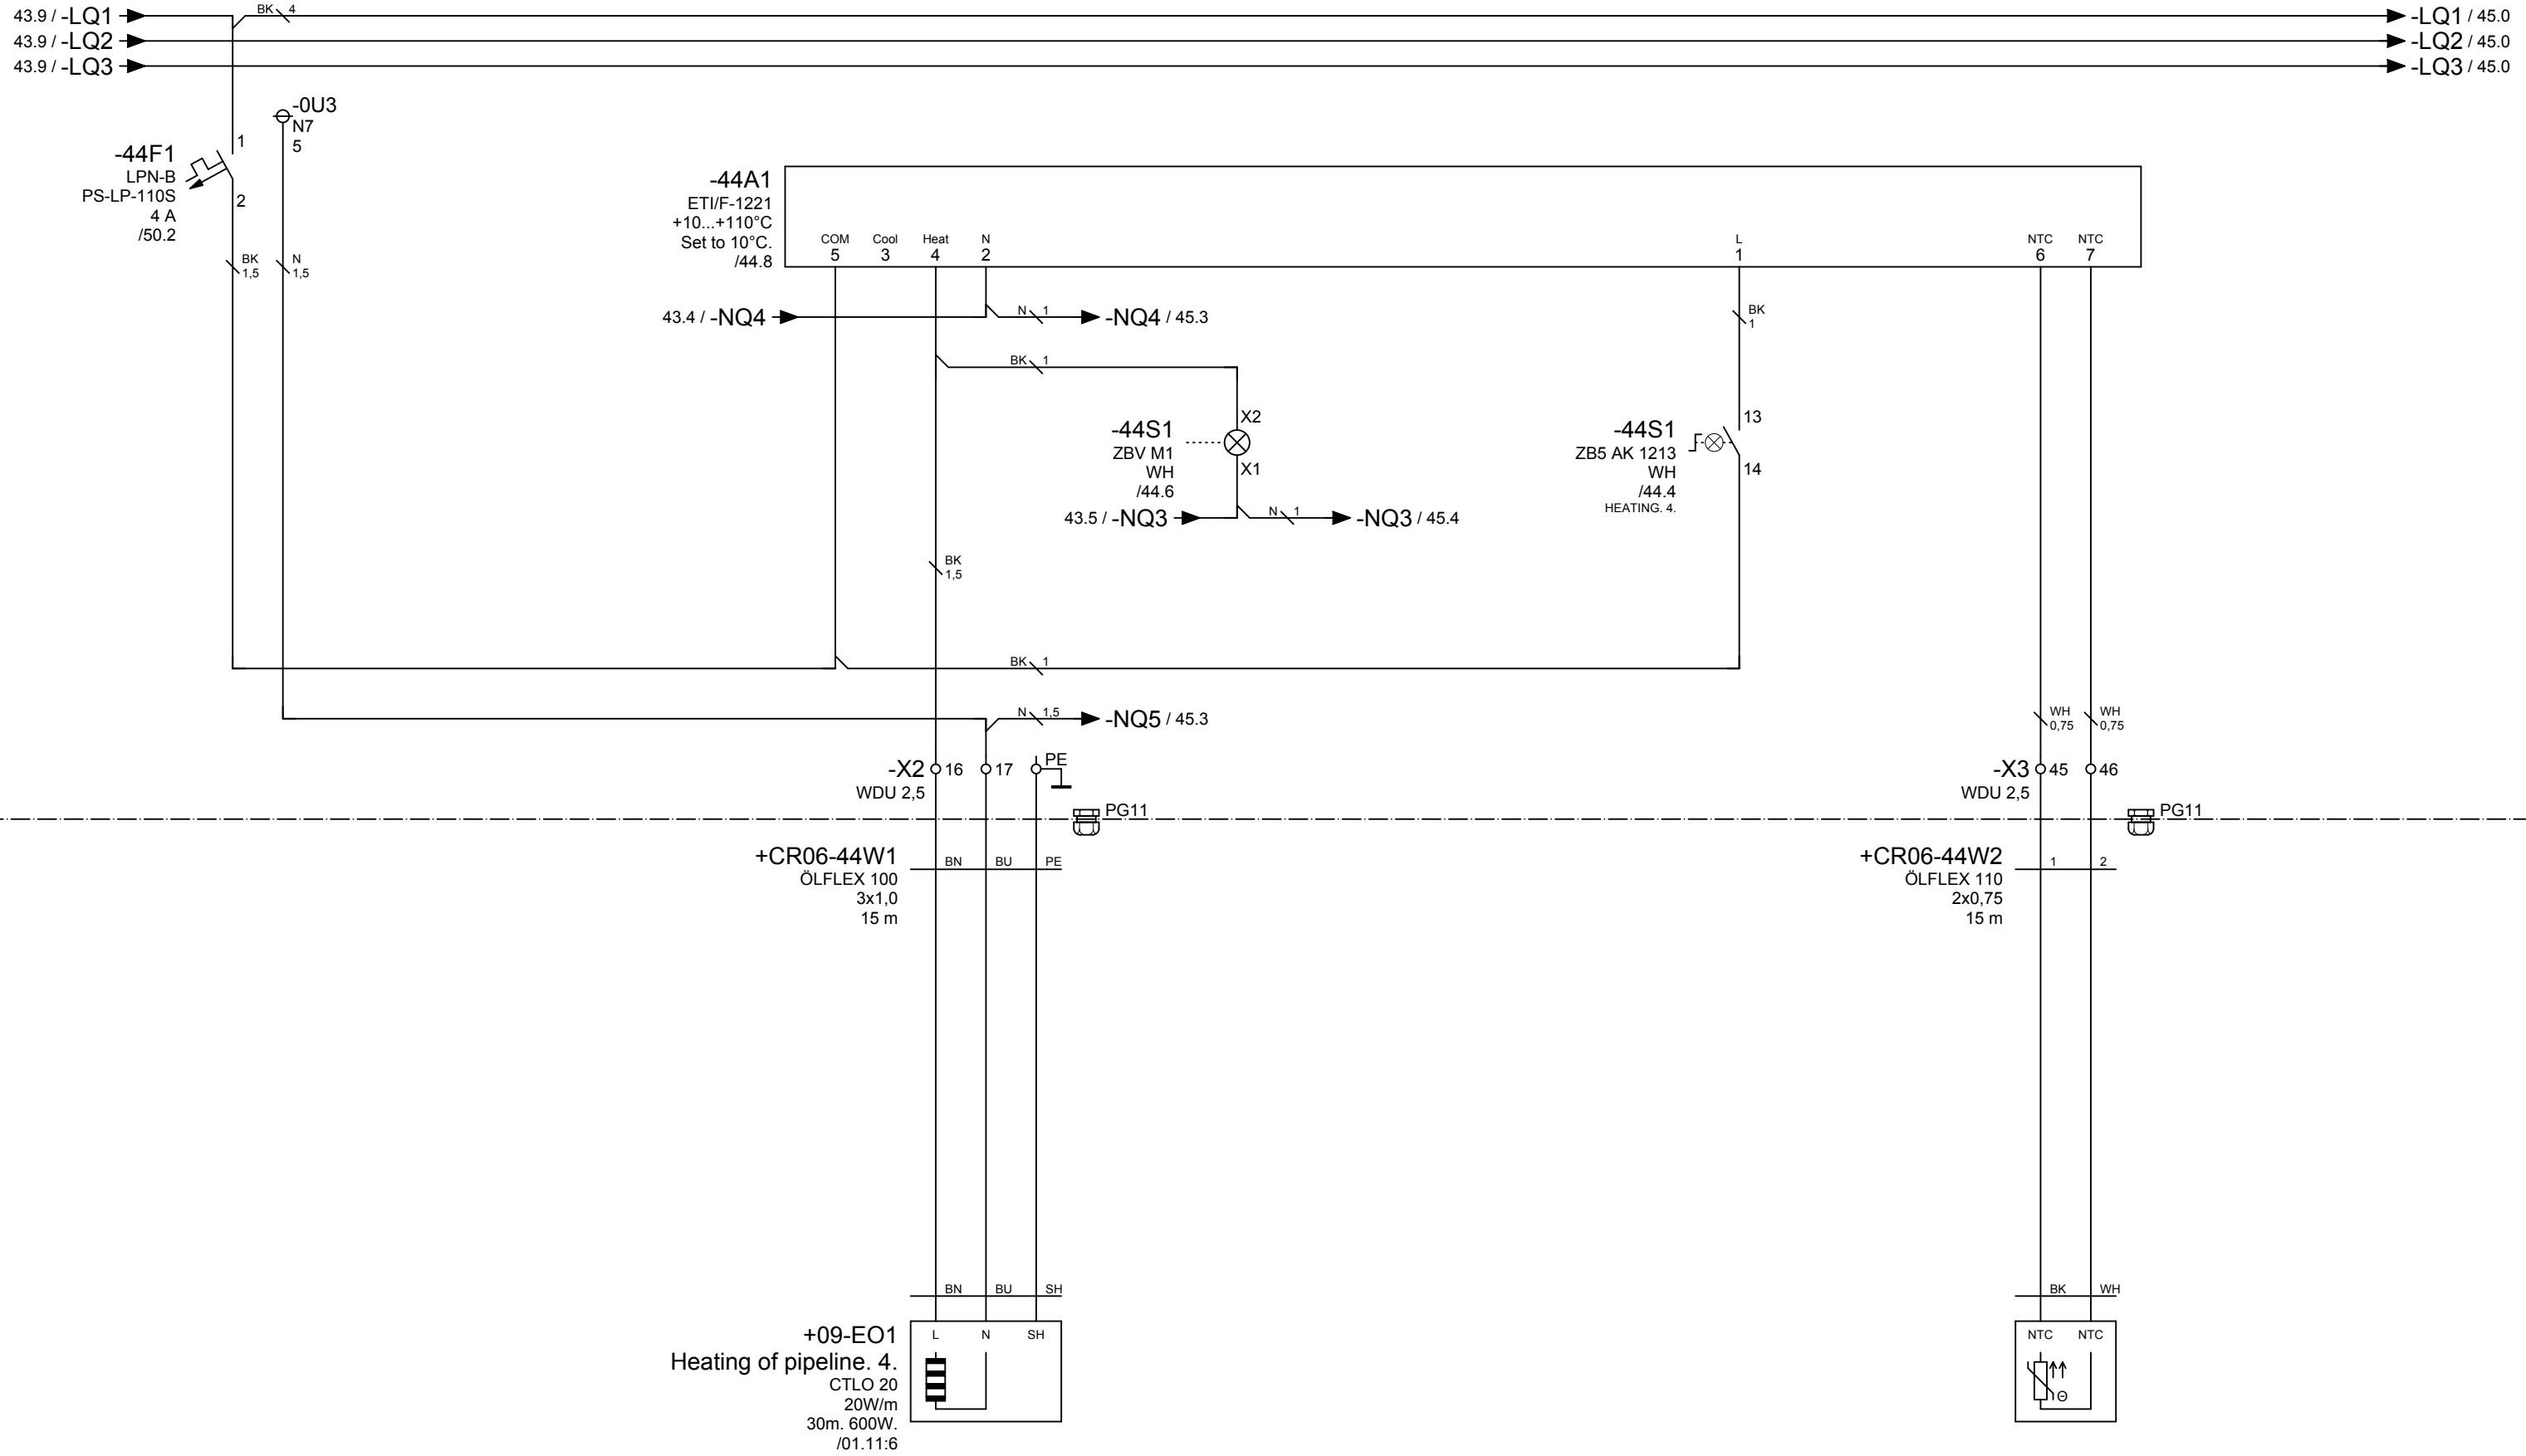 43.9 / -LQ1
BK 4
-LQ1 / 45.0
43.9 / -LQ2
-LQ2 / 45.0
43.9 / -LQ3
-LQ3 / 45.0
-0U3
N7
5
1
2
-44F1
LPN-B
PS-LP-110S
4 A
/50.2
BK
1,5
N
1,5
-44A1
ETI/F-1221
+10...+110°C
Set to 10°C.
/44.8
COM
5
Cool
3
Heat
4
N
2
L
1
NTC
6
NTC
7
43.4 / -NQ4
N 1
-NQ4 / 45.3
BK
1
BK 1
-44S1
ZBV M1
WH
/44.6
X2
X1
43.5 / -NQ3
N 1
-NQ3 / 45.4
-44S1
ZB5 AK 1213
WH
/44.4
HEATING. 4.
13
14
BK
1,5
BK 1
N 1,5
-NQ5 / 45.3
WH
0,75
WH
0,75
-X2
WDU 2,5
16
17
PE
PG11
-X3
WDU 2,5
45
46
PG11
+CR06-44W1
ÖLFLEX 100
3x1,0
15 m
BN
BU
PE
+CR06-44W2
ÖLFLEX 110
2x0,75
15 m
1
2
BN
BU
SH
BK
WH
+09-EO1
Heating of pipeline. 4.
CTLO 20
20W/m
30m. 600W.
/01.11:6
L
N
SH
NTC
NTC
Θ